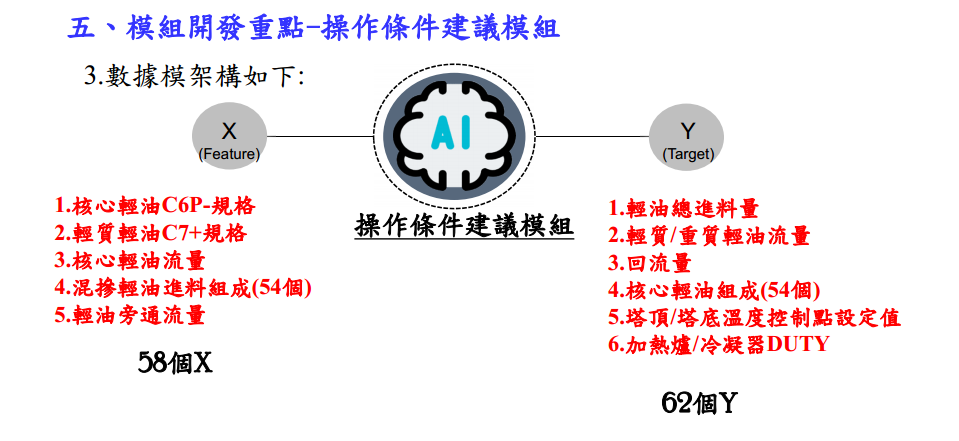 五、模組開發重點-操作條件建議模組
3.數據模架構如下:
X
(Feature)
AI
Y
(Target)
1.核心輕油C6P-規格
2.輕質輕油C7+規格
3.核心輕油流量
4.混摻輕油進料組成(54個)
5.輕油旁通流量
58個X
操作條件建議模組
1.輕油總進料量
2.輕質/重質輕油流量
3.回流量
4.核心輕油組成(54個)
5.塔頂/塔底溫度控制點設定值
6.加熱爐/冷凝器DUTY
62個Y